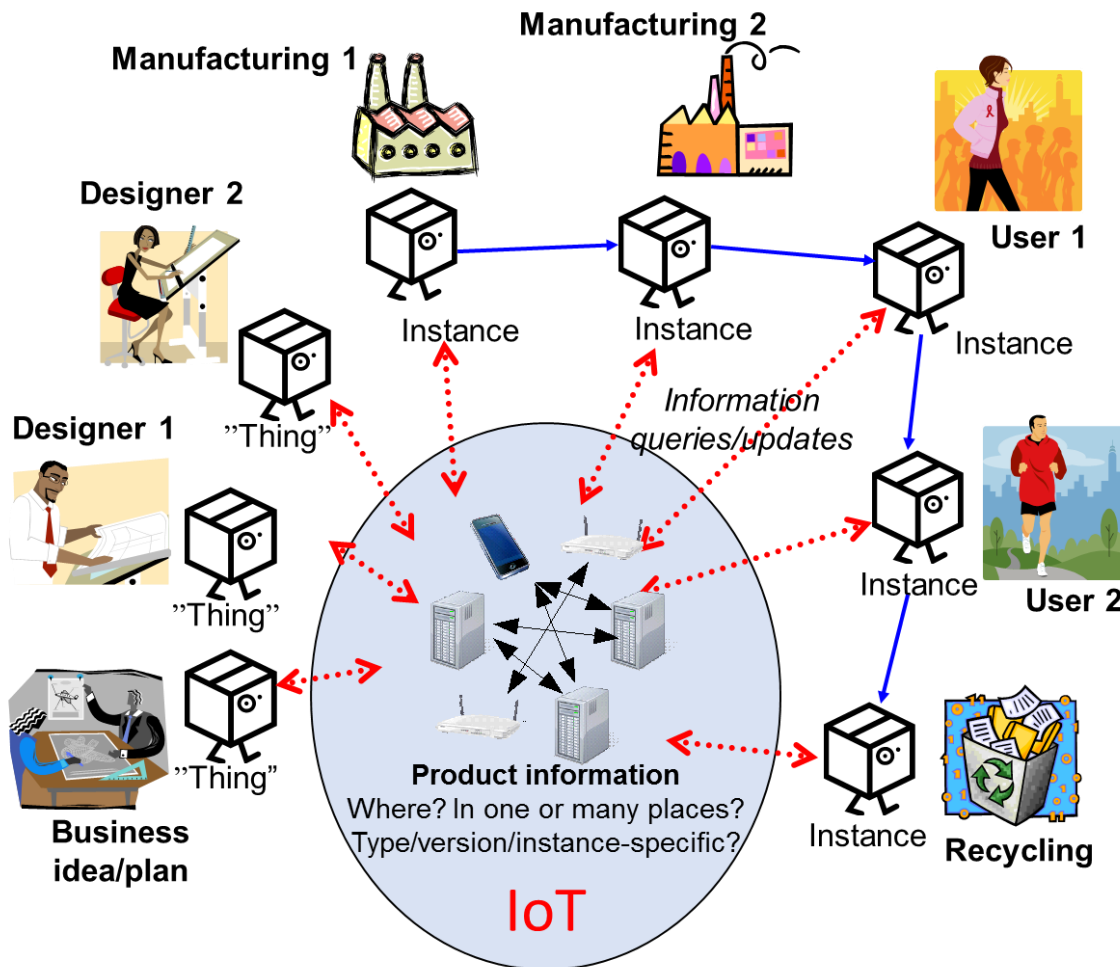 Manufacturing 2
Manufacturing 1
Designer 2
User 1
Instance
Instance
Instance
”Thing”
Information
queries/updates
Designer 1
”Thing”
Instance
User 2
”Thing”
Business
idea/plan
Product information
Where? In one or many places?
Type/version/instance-specific?
IoT
Instance
Recycling